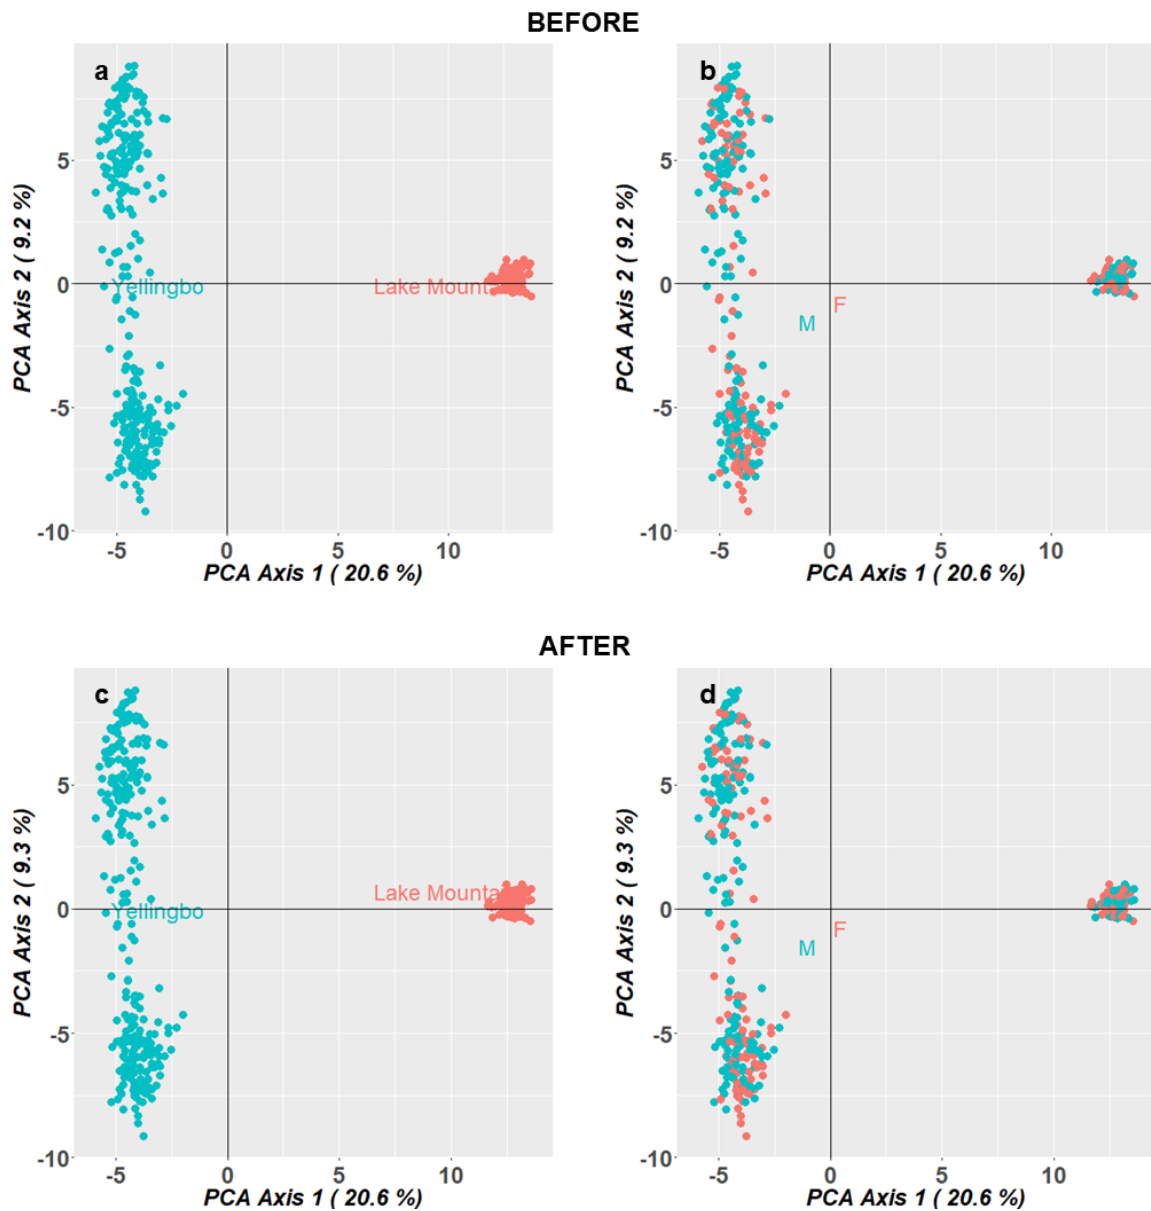 BEFORE
a
5
0
-5
-10
PCA Axis 2 ( 9.2 %)
Yellingbo
Lake Mounta
-5 0 5 10
PCA Axis 1 ( 20.6 %)
b
5
0
-5
-10
PCA Axis 2 ( 9.2 %)
F
M
-5 0 5 10
PCA Axis 1 ( 20.6 %)
AFTER
c
5
0
-5
-10
PCA Axis 2 ( 9.3 %)
Yellingbo
Lake Mounta
-5 0 5 10
PCA Axis 1 ( 20.6 %)
d
5
0
-5
-10
PCA Axis 2 ( 9.3 %)
F
M
-5 0 5 10
PCA Axis 1 ( 20.6 %)